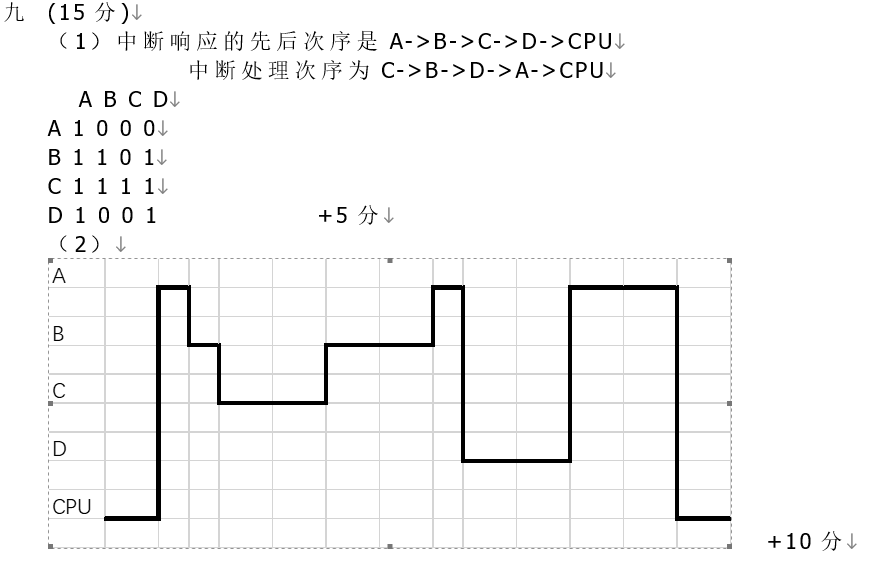 九 (15 分)↓
（1）中断响应的先后次序是 A->B->C->D->CPU↓
中断处理次序为 C->B->D->A->CPU↓
A B C D↓
A 1 0 0 0↓
B 1 1 0 1↓
C 1 1 1 1↓
D 1 0 0 1 +5 分↓
（2）↓
A
B
C
D
CPU
+10 分↓